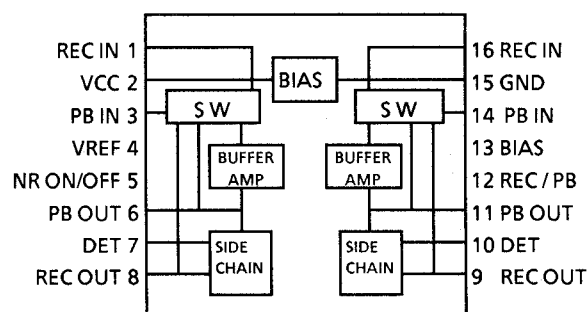 REC IN 1
VCC 2
PB IN 3
VREF 4
NR ON/OFF 5
PB OUT 6
DET 7
REC OUT 8
BIAS
SW
SW
BUFFER
AMP
BUFFER
AMP
SIDE
CHAIN
SIDE
CHAIN
16 REC IN
15 GND
14 PB IN
13 BIAS
12 REC / PB
11 PB OUT
10 DET
9 REC OUT